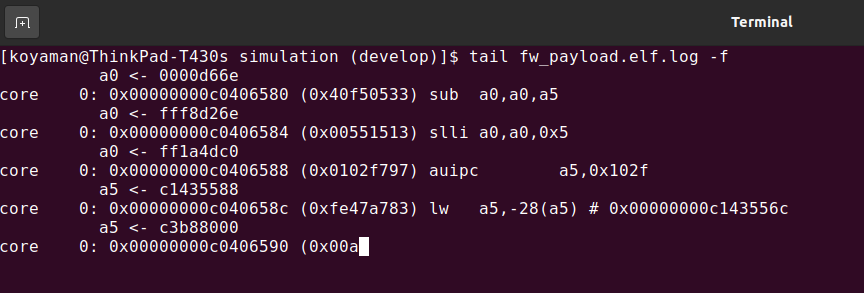 Terminal
[koyaman@ThinkPad-T430s simulation (develop)]$ tail fw_payload.elf.log -f
          a0 <- 0000d66e
core    0: 0x00000000c0406580 (0x40f50533) sub  a0,a0,a5
          a0 <- fff8d26e
core    0: 0x00000000c0406584 (0x00551513) slli a0,a0,0x5
          a0 <- ff1a4dc0
core    0: 0x00000000c0406588 (0x0102f797) auipc        a5,0x102f
          a5 <- c1435588
core    0: 0x00000000c040658c (0xfe47a783) lw   a5,-28(a5) # 0x00000000c143556c
          a5 <- c3b88000
core    0: 0x00000000c0406590 (0x00a